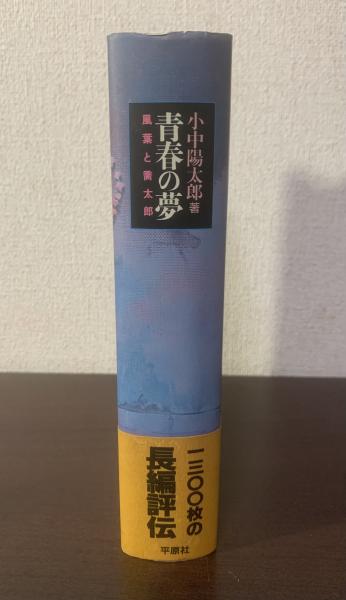 小中陽太郎著
青春の夢
風葉と喬太郎
一三〇〇枚の
長編評伝
平原社